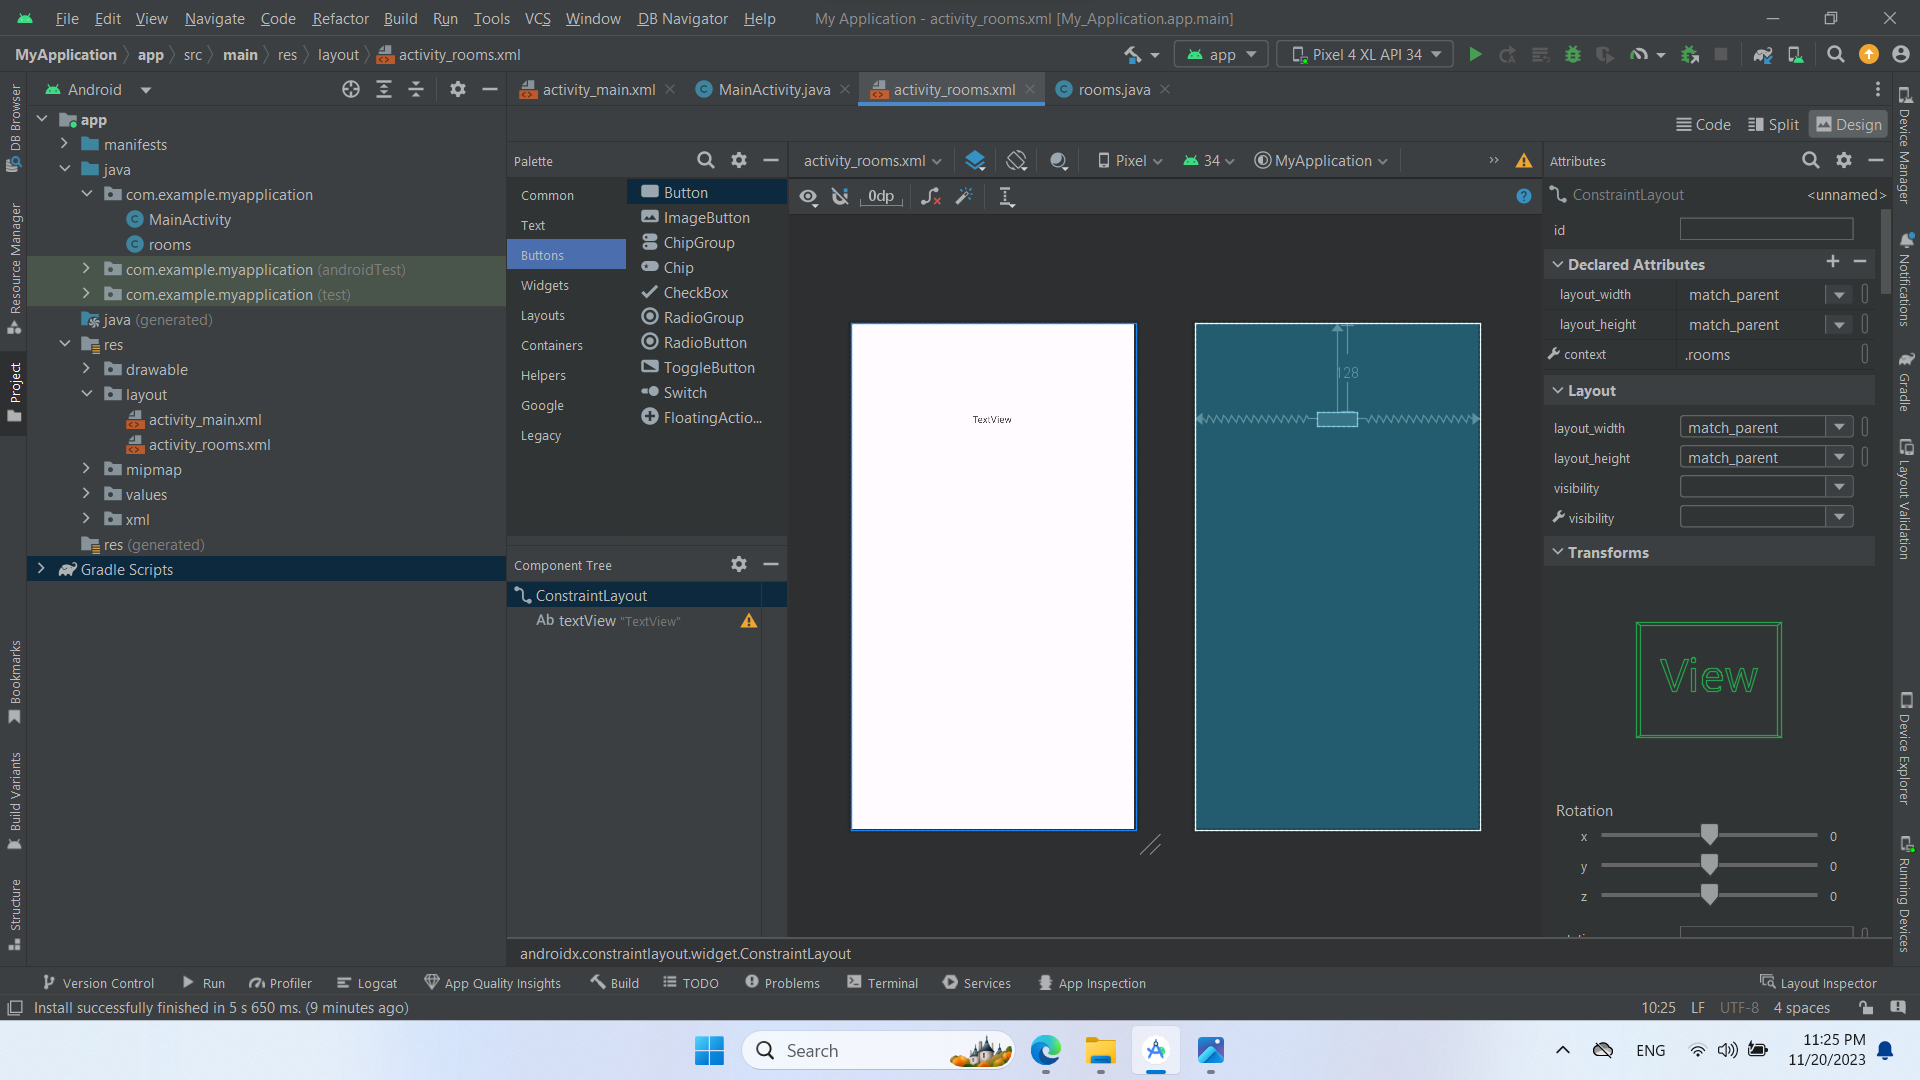 File Edit View Navigate Code Refactor Build Run Tools VCS Window DB Navigator Help My Application - activity_rooms.xml [My_Application.app.main]
MyApplication app src main res layout activity_rooms.xml app Pixel 4 XL API 34
Android activity_main.xml MainActivity.java activity_rooms.xml rooms.java
Code Split Design
app
manifests
java
com.example.myapplication
MainActivity
rooms
com.example.myapplication (androidTest)
com.example.myapplication (test)
java (generated)
res
drawable
layout
activity_main.xml
activity_rooms.xml
mipmap
values
xml
res (generated)
Gradle Scripts
DB Browser
Resource Manager
Project
Bookmarks
Build Variants
Structure
Palette
Common
Text
Buttons
Widgets
Layouts
Containers
Helpers
Google
Legacy
Button
ImageButton
ChipGroup
Chip
CheckBox
RadioGroup
RadioButton
ToggleButton
Switch
FloatingActio...
Component Tree
ConstraintLayout
Ab textView "TextView"
activity_rooms.xml Pixel 34 MyApplication
0dp
TextView
128
androidx.constraintlayout.widget.ConstraintLayout
Attributes
ConstraintLayout <unnamed>
id
Declared Attributes
layout_width match_parent
layout_height match_parent
context .rooms
Layout
layout_width match_parent
layout_height match_parent
visibility
visibility
Transforms
View
Rotation
x 0
y 0
z 0
Device Manager
Notifications
Gradle
Layout Validation
Device Explorer
Running Devices
Version Control Run Profiler Logcat App Quality Insights Build TODO Problems Terminal Services App Inspection Layout Inspector
Install successfully finished in 5 s 650 ms. (9 minutes ago) 10:25 LF UTF-8 4 spaces
Search ENG 11:25 PM
11/20/2023